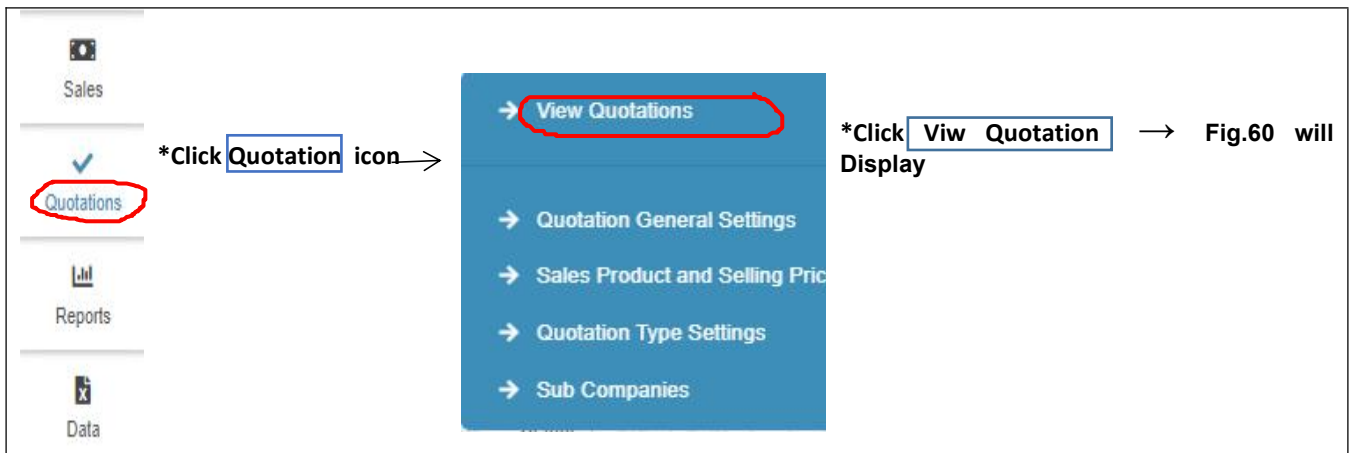 Sales
Quotations
Reports
Data
*Click Quotation icon
→ View Quotations
→ Quotation General Settings
→ Sales Product and Selling Pric
→ Quotation Type Settings
→ Sub Companies
*Click Viw Quotation → Fig.60 will
Display